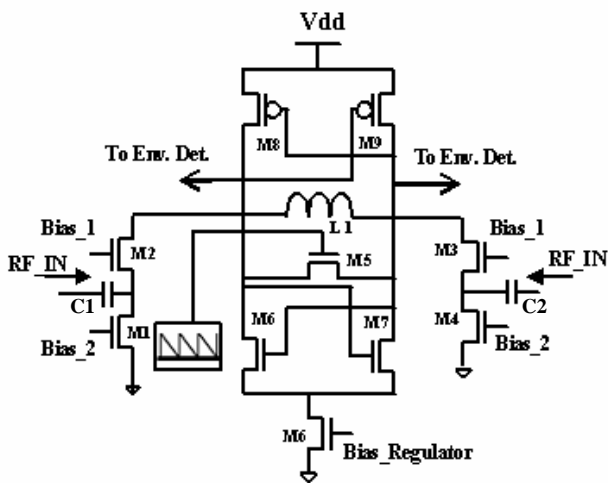 Vdd
M8
M9
To Env. Det.
To Env. Det.
Bias_1
L1
Bias_1
M2
M5
M3
RF_IN
RF_IN
C1
C2
M6
M7
M1
M4
Bias_2
Bias_2
M6
Bias_Regulator